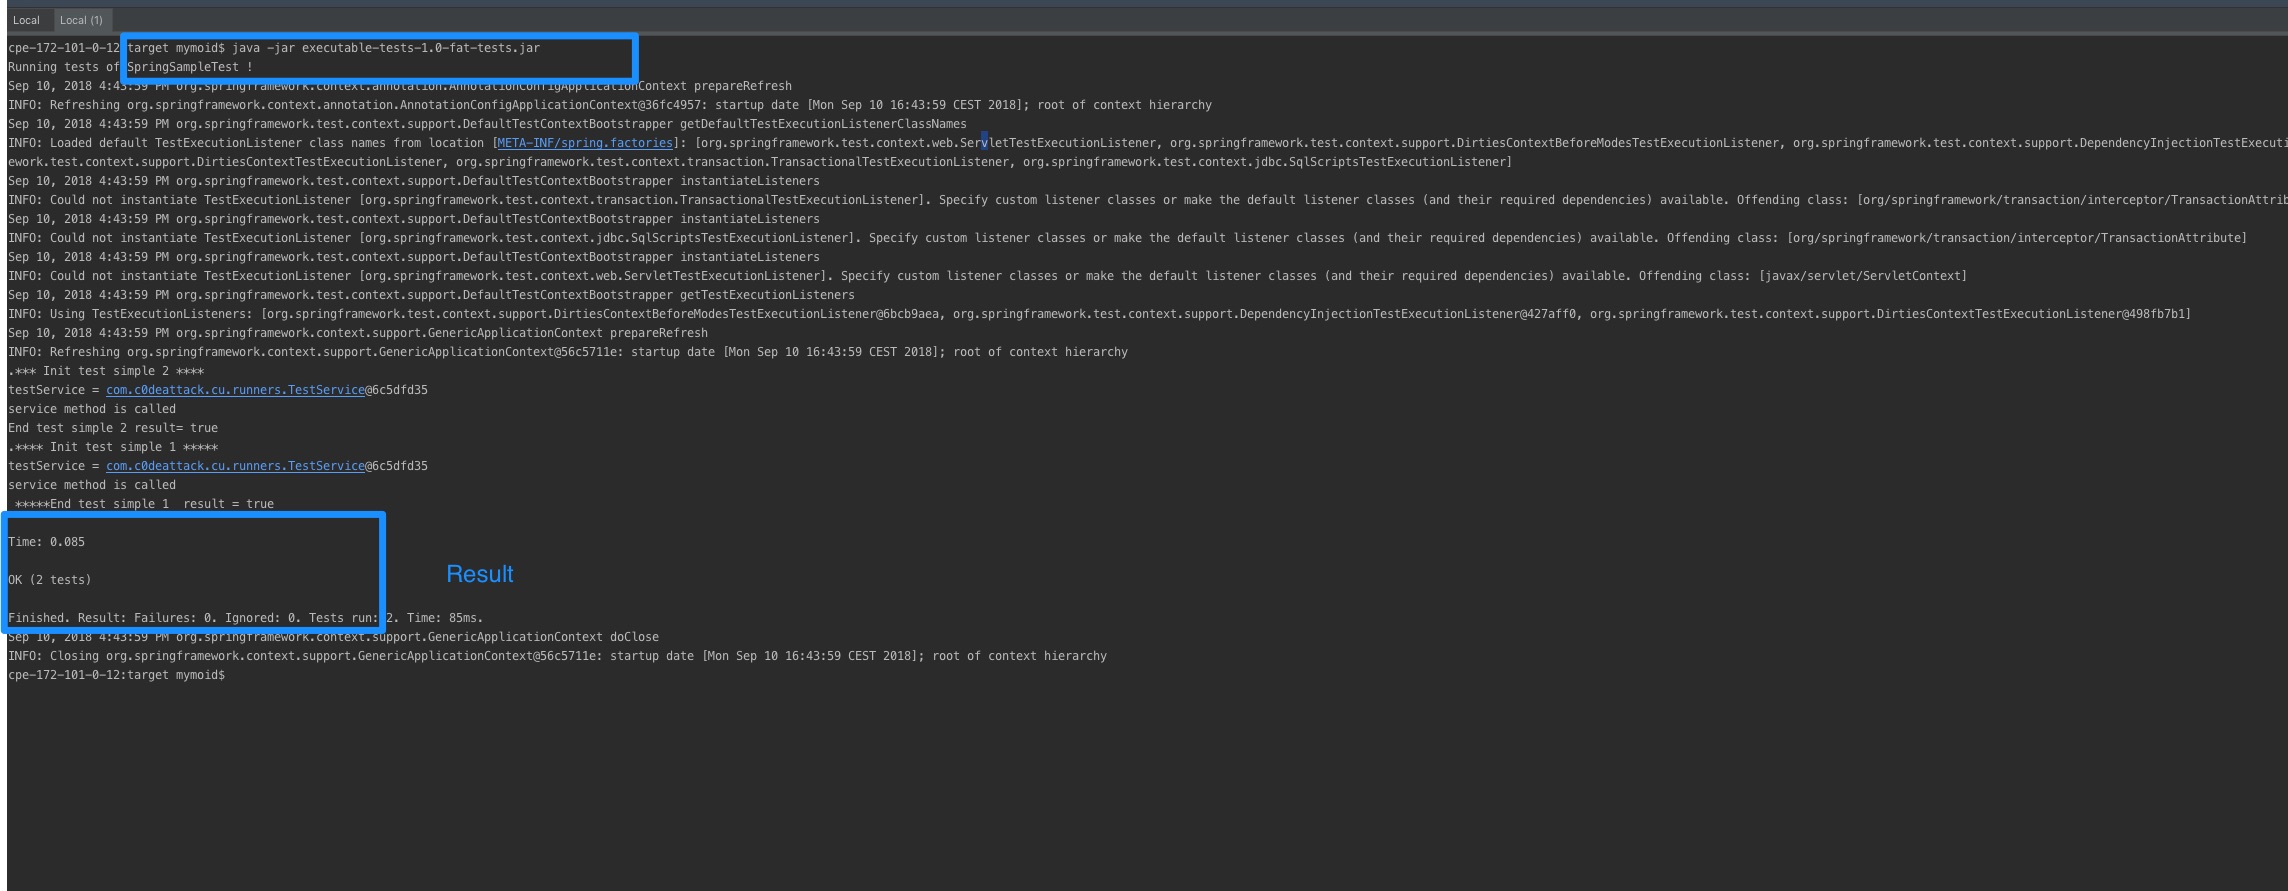 Local Local (1)
cpe-172-101-0-12:target mymoid$ java -jar executable-tests-1.0-fat-tests.jar
Running tests of SpringSampleTest !
Sep 10, 2018 4:43:59 PM org.springframework.context.annotation.AnnotationConfigApplicationContext prepareRefresh
INFO: Refreshing org.springframework.context.annotation.AnnotationConfigApplicationContext@36fc4957: startup date [Mon Sep 10 16:43:59 CEST 2018]; root of context hierarchy
Sep 10, 2018 4:43:59 PM org.springframework.test.context.support.DefaultTestContextBootstrapper getDefaultTestExecutionListenerClassNames
INFO: Loaded default TestExecutionListener class names from location [META-INF/spring.factories]: [org.springframework.test.context.web.ServletTestExecutionListener, org.springframework.test.context.support.DirtiesContextBeforeModesTestExecutionListener, org.springframework.test.context.support.DependencyInjectionTestExecuti
ework.test.context.support.DirtiesContextTestExecutionListener, org.springframework.test.context.transaction.TransactionalTestExecutionListener, org.springframework.test.context.jdbc.SqlScriptsTestExecutionListener]
Sep 10, 2018 4:43:59 PM org.springframework.test.context.support.DefaultTestContextBootstrapper instantiateListeners
INFO: Could not instantiate TestExecutionListener [org.springframework.test.context.transaction.TransactionalTestExecutionListener]. Specify custom listener classes or make the default listener classes (and their required dependencies) available. Offending class: [org/springframework/transaction/interceptor/TransactionAttrib
Sep 10, 2018 4:43:59 PM org.springframework.test.context.support.DefaultTestContextBootstrapper instantiateListeners
INFO: Could not instantiate TestExecutionListener [org.springframework.test.context.jdbc.SqlScriptsTestExecutionListener]. Specify custom listener classes or make the default listener classes (and their required dependencies) available. Offending class: [org/springframework/transaction/interceptor/TransactionAttribute]
Sep 10, 2018 4:43:59 PM org.springframework.test.context.support.DefaultTestContextBootstrapper instantiateListeners
INFO: Could not instantiate TestExecutionListener [org.springframework.test.context.web.ServletTestExecutionListener]. Specify custom listener classes or make the default listener classes (and their required dependencies) available. Offending class: [javax/servlet/ServletContext]
Sep 10, 2018 4:43:59 PM org.springframework.test.context.support.DefaultTestContextBootstrapper getTestExecutionListeners
INFO: Using TestExecutionListeners: [org.springframework.test.context.support.DirtiesContextBeforeModesTestExecutionListener@6bcb9aea, org.springframework.test.context.support.DependencyInjectionTestExecutionListener@427aff0, org.springframework.test.context.support.DirtiesContextTestExecutionListener@498fb7b1]
Sep 10, 2018 4:43:59 PM org.springframework.context.support.GenericApplicationContext prepareRefresh
INFO: Refreshing org.springframework.context.support.GenericApplicationContext@56c5711e: startup date [Mon Sep 10 16:43:59 CEST 2018]; root of context hierarchy
.*** Init test simple 2 ****
testService = com.c0deattack.cu.runners.TestService@6c5dfd35
service method is called
End test simple 2 result= true
.**** Init test simple 1 *****
testService = com.c0deattack.cu.runners.TestService@6c5dfd35
service method is called
*****End test simple 1  result = true
Time: 0.085
Result
OK (2 tests)
Finished. Result: Failures: 0. Ignored: 0. Tests run: 2. Time: 85ms.
Sep 10, 2018 4:43:59 PM org.springframework.context.support.GenericApplicationContext doClose
INFO: Closing org.springframework.context.support.GenericApplicationContext@56c5711e: startup date [Mon Sep 10 16:43:59 CEST 2018]; root of context hierarchy
cpe-172-101-0-12:target mymoid$